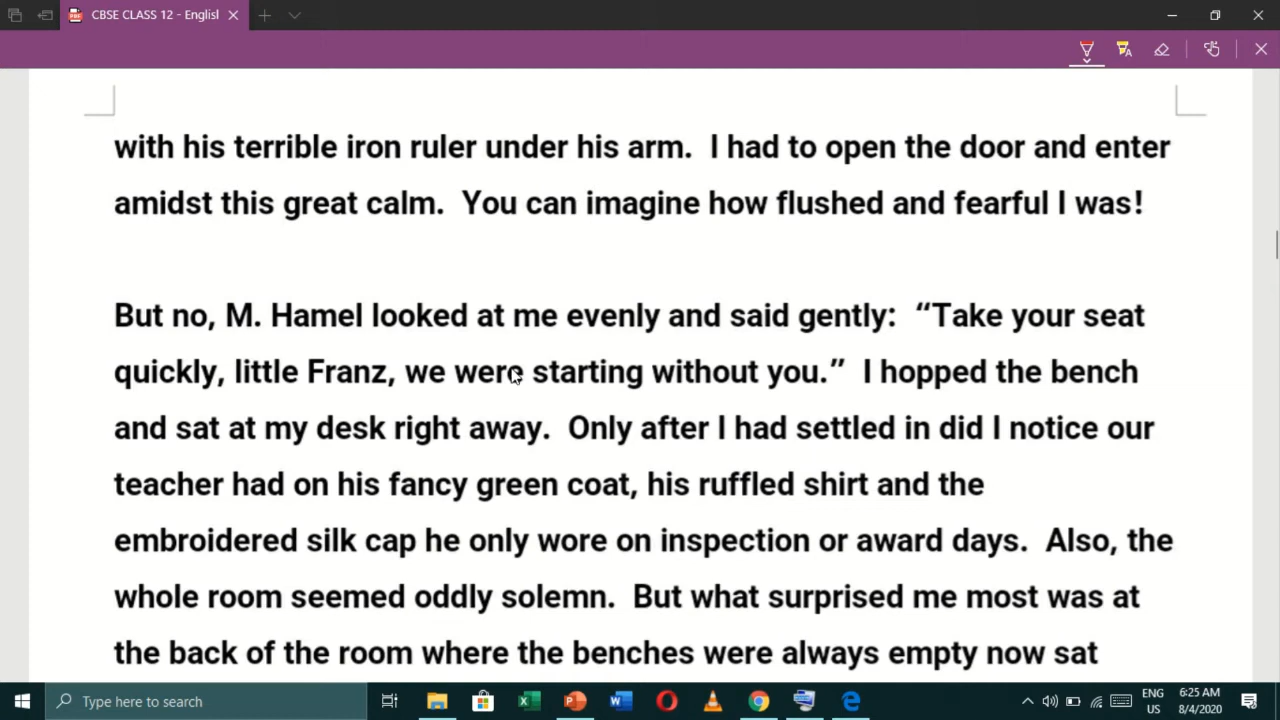 CBSE CLASS 12 - English
with his terrible iron ruler under his arm. I had to open the door and enter
amidst this great calm. You can imagine how flushed and fearful I was!
But no, M. Hamel looked at me evenly and said gently: “Take your seat
quickly, little Franz, we were starting without you.” I hopped the bench
and sat at my desk right away. Only after I had settled in did I notice our
teacher had on his fancy green coat, his ruffled shirt and the
embroidered silk cap he only wore on inspection or award days. Also, the
whole room seemed oddly solemn. But what surprised me most was at
the back of the room where the benches were always empty now sat
Type here to search
ENG
US
6:25 AM
8/4/2020